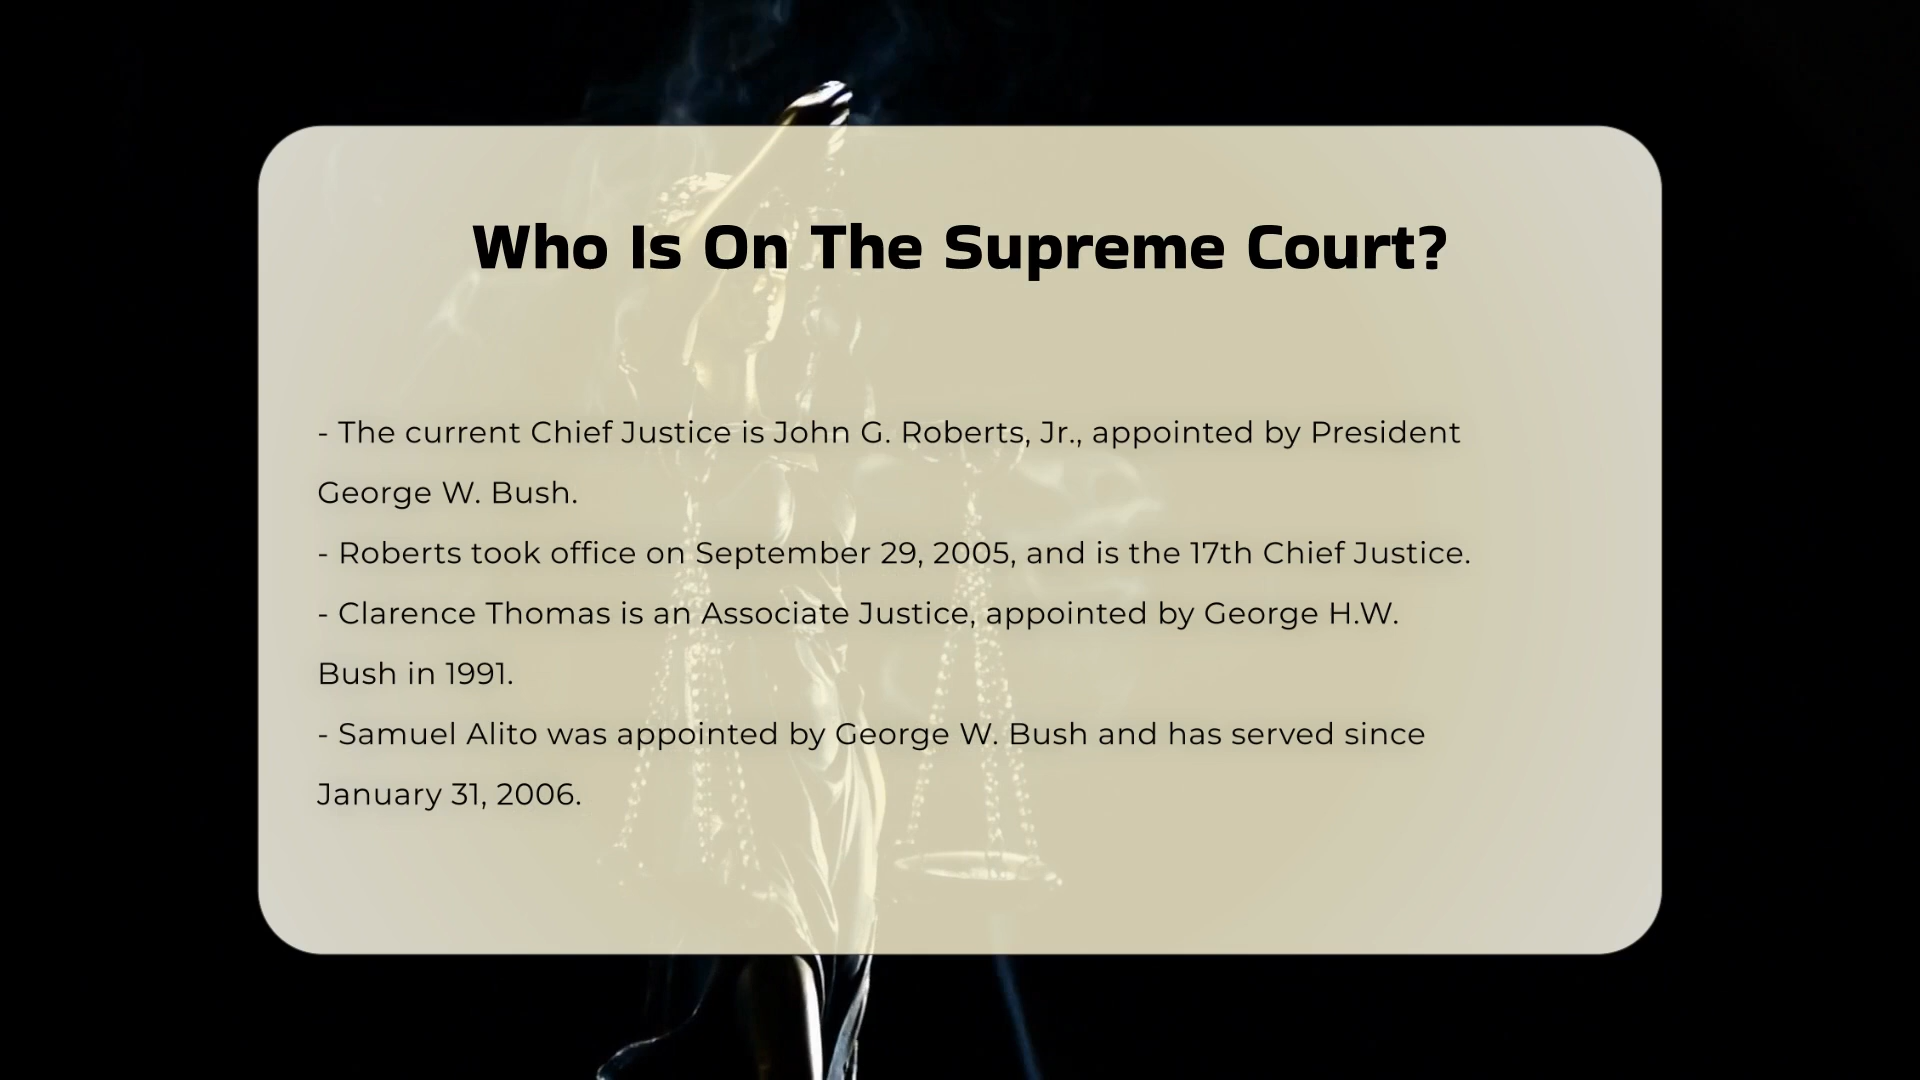 Who Is On The Supreme Court?
- The current Chief Justice is John G. Roberts, Jr., appointed by President
George W. Bush.
- Roberts took office on September 29, 2005, and is the 17th Chief Justice.
- Clarence Thomas is an Associate Justice, appointed by George H.W.
Bush in 1991.
- Samuel Alito was appointed by George W. Bush and has served since
January 31, 2006.